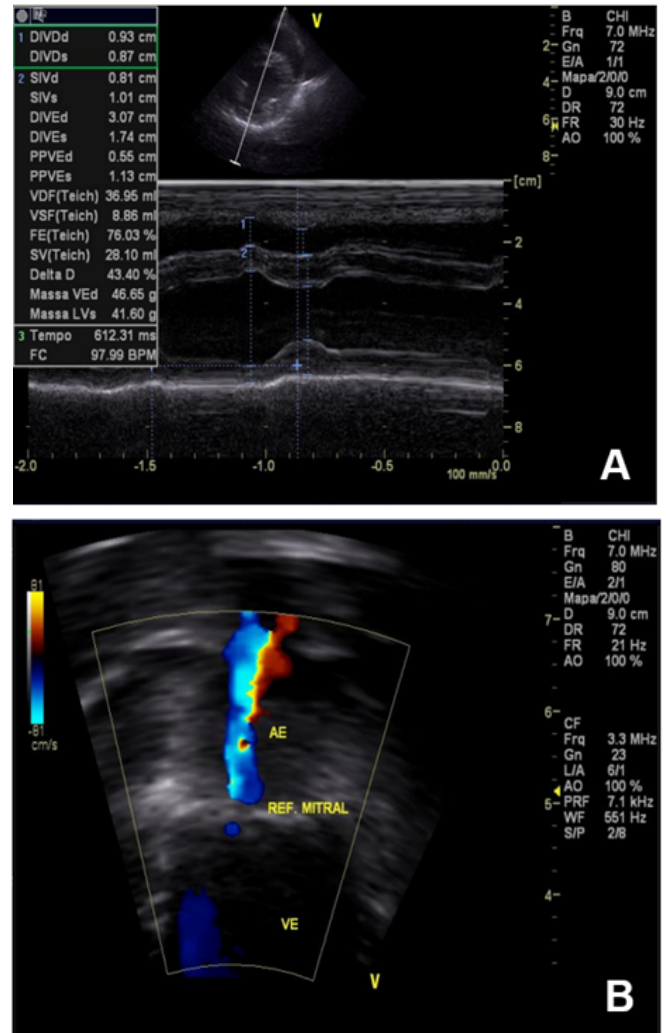 1 DIVDd 0.93 cm
DIVDs 0.87 cm
2 SIVd 0.81 cm
SIVs 1.01 cm
DIVEd 3.07 cm
DIVEs 1.74 cm
PPVEd 0.55 cm
PPVEs 1.13 cm
VDF(Teich) 36.95 ml
VSF(Teich) 8.86 ml
FE(Teich) 76.03 %
SV(Teich) 28.10 ml
Delta D 43.40 %
Massa VEd 46.65 g
Massa LVs 41.60 g
3 Tempo 612.31 ms
FC 97.99 BPM
V
2
4
6
8
B CHI
Frq 7.0 MHz
Gn 72
E/A 1/1
Mapa/2/0/0
D 9.0 cm
DR 72
FR 30 Hz
AO 100 %
[cm]
1
2
2
4
6
8
-2.0 -1.5 -1.0 -0.5 0.0
100 mm/s
A
81
-81
cm/s
AE
REF. MITRAL
VE
V
7
6
5
4
B CHI
Frq 7.0 MHz
Gn 80
E/A 2/1
Mapa/2/0/0
D 9.0 cm
DR 72
FR 21 Hz
AO 100 %
CF
Frq 3.3 MHz
Gn 23
L/A 6/1
AO 100 %
PRF 7.1 kHz
WF 551 Hz
S/P 2/8
B